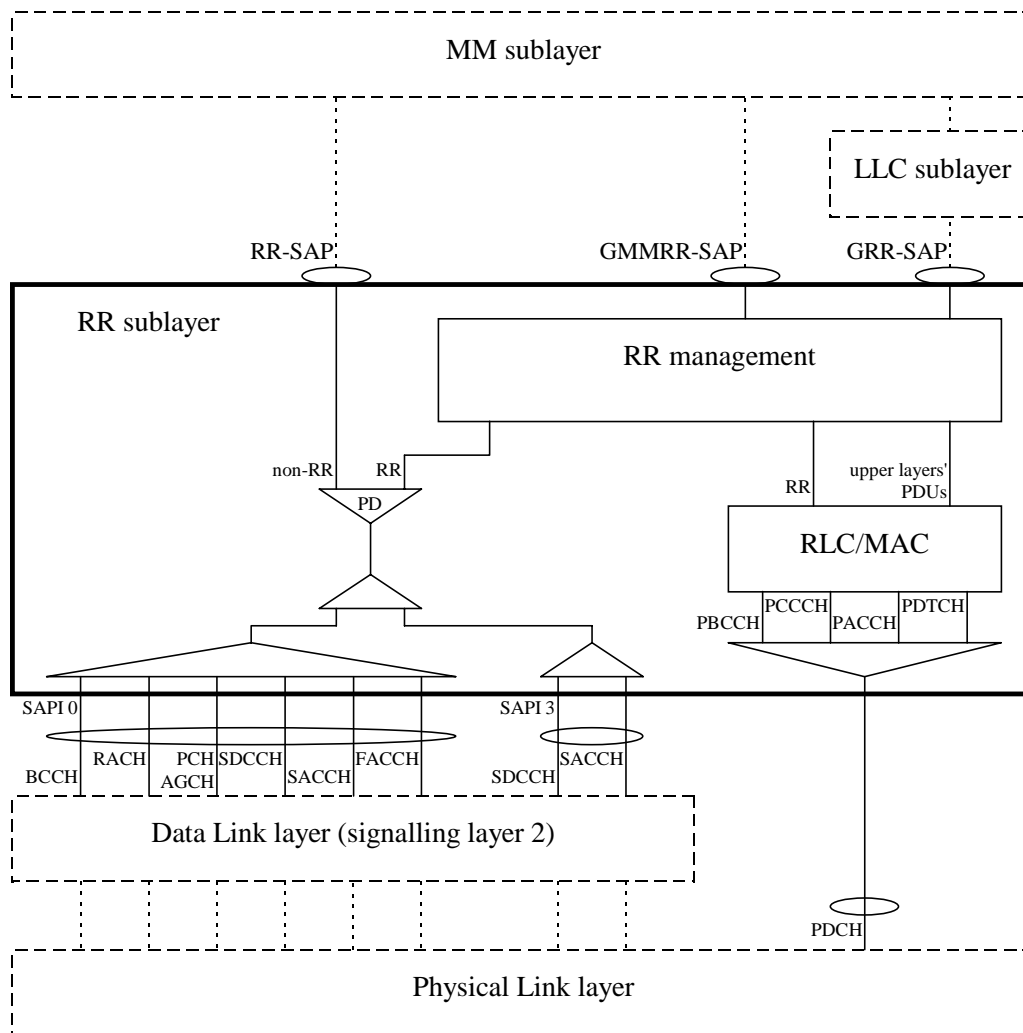 MM sublayer
LLC sublayer
RR-SAP
GMMRR-SAP
GRR-SAP
RR sublayer
RR management
non-RR
RR
PD
RR
upper layers'
PDUs
RLC/MAC
PBCCH
PCCCH
PACCH
PDTCH
SAPI 0
SAPI 3
BCCH
RACH
PCH
AGCH
SDCCH
SACCH
FACCH
SDCCH
SACCH
Data Link layer (signalling layer 2)
PDCH
Physical Link layer